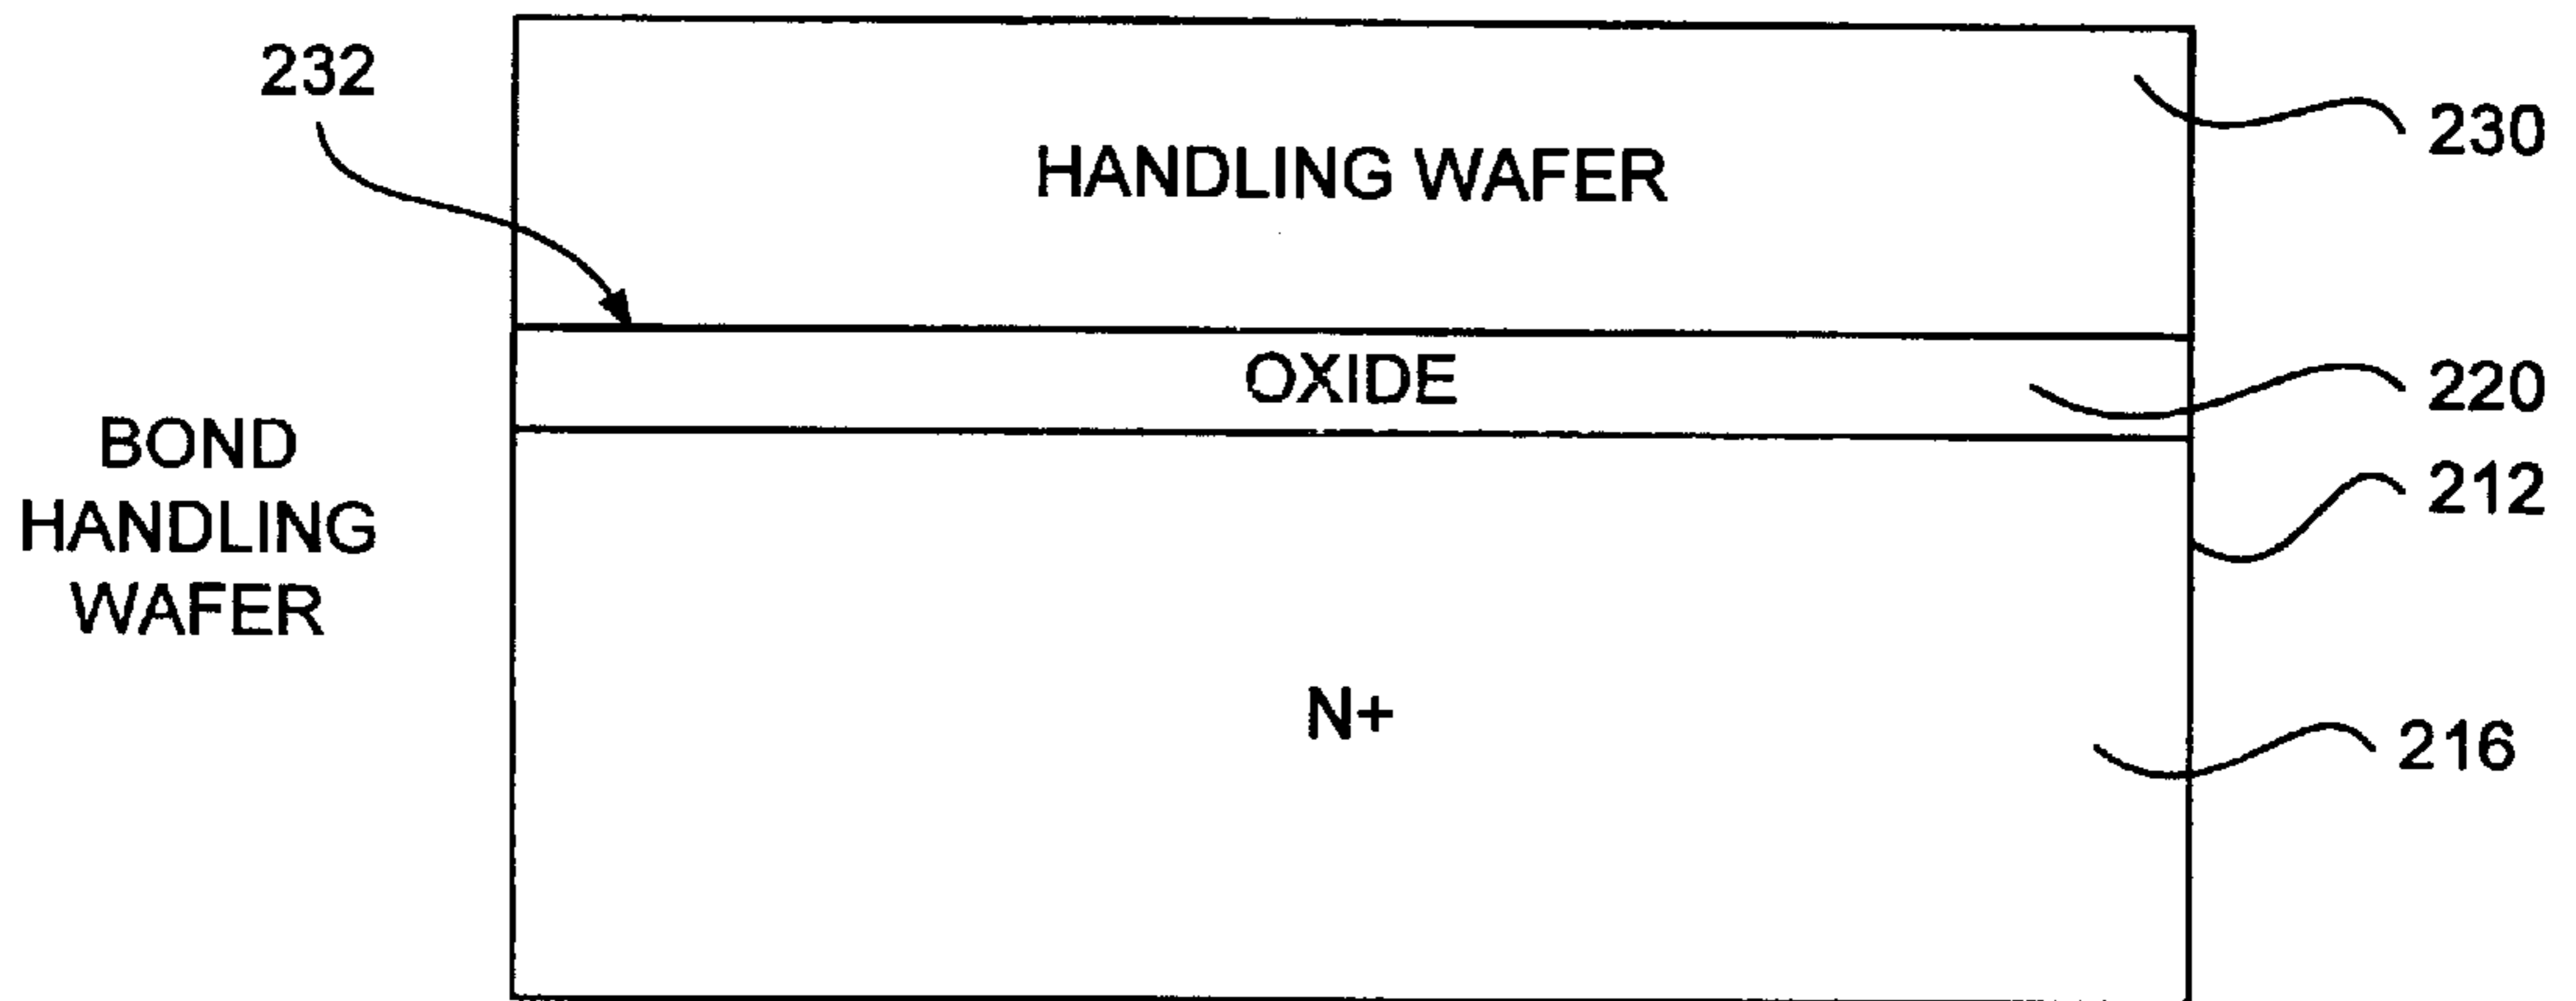 232
HANDLING WAFER
230
OXIDE
220
BOND
HANDLING
WAFER
212
N+
216